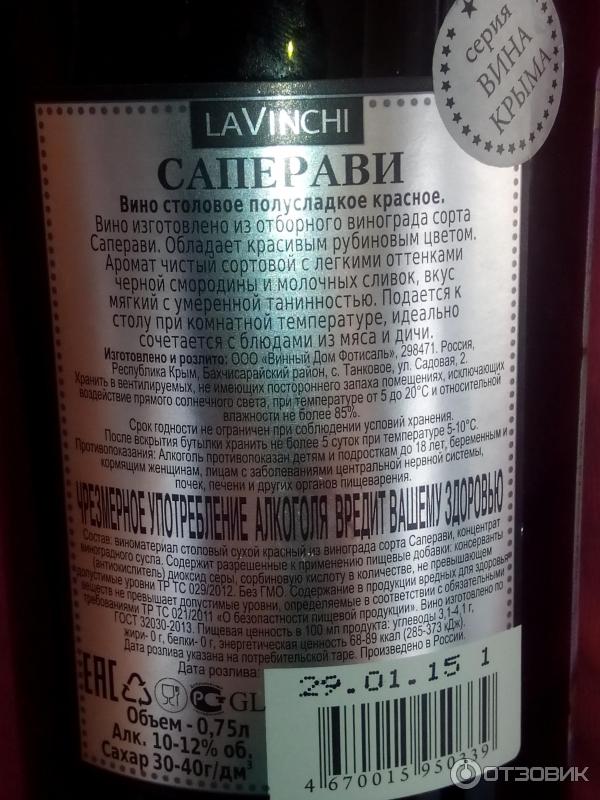 серия
ВИНА
КРЫМА
LAVINCHI
САПЕРАВИ
Вино столовое полусладкое красное.
Вино изготовлено из отборного винограда сорта
Саперави. Обладает красивым рубиновым цветом.
Аромат чистый сортовой с легкими оттенками
черной смородины и молочных сливок, вкус
мягкий с умеренной танинностью. Подается к
столу при комнатной температуре, идеально
сочетается с блюдами из мяса и дичи.
Изготовлено и розлито: ООО «Винный Дом Фотисаль», 298471. Россия,
Республика Крым, Бахчисарайский район, с. Танковое, ул. Садовая, 2.
Хранить в вентилируемых, не имеющих постороннего запаха помещениях, исключающих
воздействие прямого солнечного света, при температуре от 5 до 20°С и относительной
влажности не более 85%.
Срок годности не ограничен при соблюдении условий хранения.
После вскрытия бутылки хранить не более 5 суток при температуре 5-10°С.
Противопоказания: Алкоголь противопоказан детям и подросткам до 18 лет, беременным и
кормящим женщинам, лицам с заболеваниями центральной нервной системы,
почек, печени и других органов пищеварения.
ЧРЕЗМЕРНОЕ УПОТРЕБЛЕНИЕ АЛКОГОЛЯ ВРЕДИТ ВАШЕМУ ЗДОРОВЬЮ
Состав: виноматериал столовый сухой красный из винограда сорта Саперави, концентрат
виноградного сусла. Содержит разрешенные к применению пищевые добавки: консерванты
(антиокислитель) диоксид серы, сорбиновую кислоту в количестве, не превышающем
допустимые уровни ТР ТС 029/2012. Без ГМО. Содержание в продукции вредных для здоровья
веществ не превышает допустимые уровни, определяемые в соответствии с обязательными
требованиями ТР ТС 021/2011 «О безопасности пищевой продукции». Вино изготовлено по
ГОСТ 32030-2013. Пищевая ценность в 100 мл продукта: углеводы 3,1-4,1 г,
жиры- 0 г, белки- 0 г, энергетическая ценность 68-89 ккал (285-373 кДж).
Дата розлива указана на потребительской таре. Произведено в России.
Дата розлива:
29.01.15 1
ЕАС РСТ GL
Объем - 0,75л
Алк. 10-12% об.
Сахар 30-40г/дм³
4 670015 950339
ОТЗОВИК